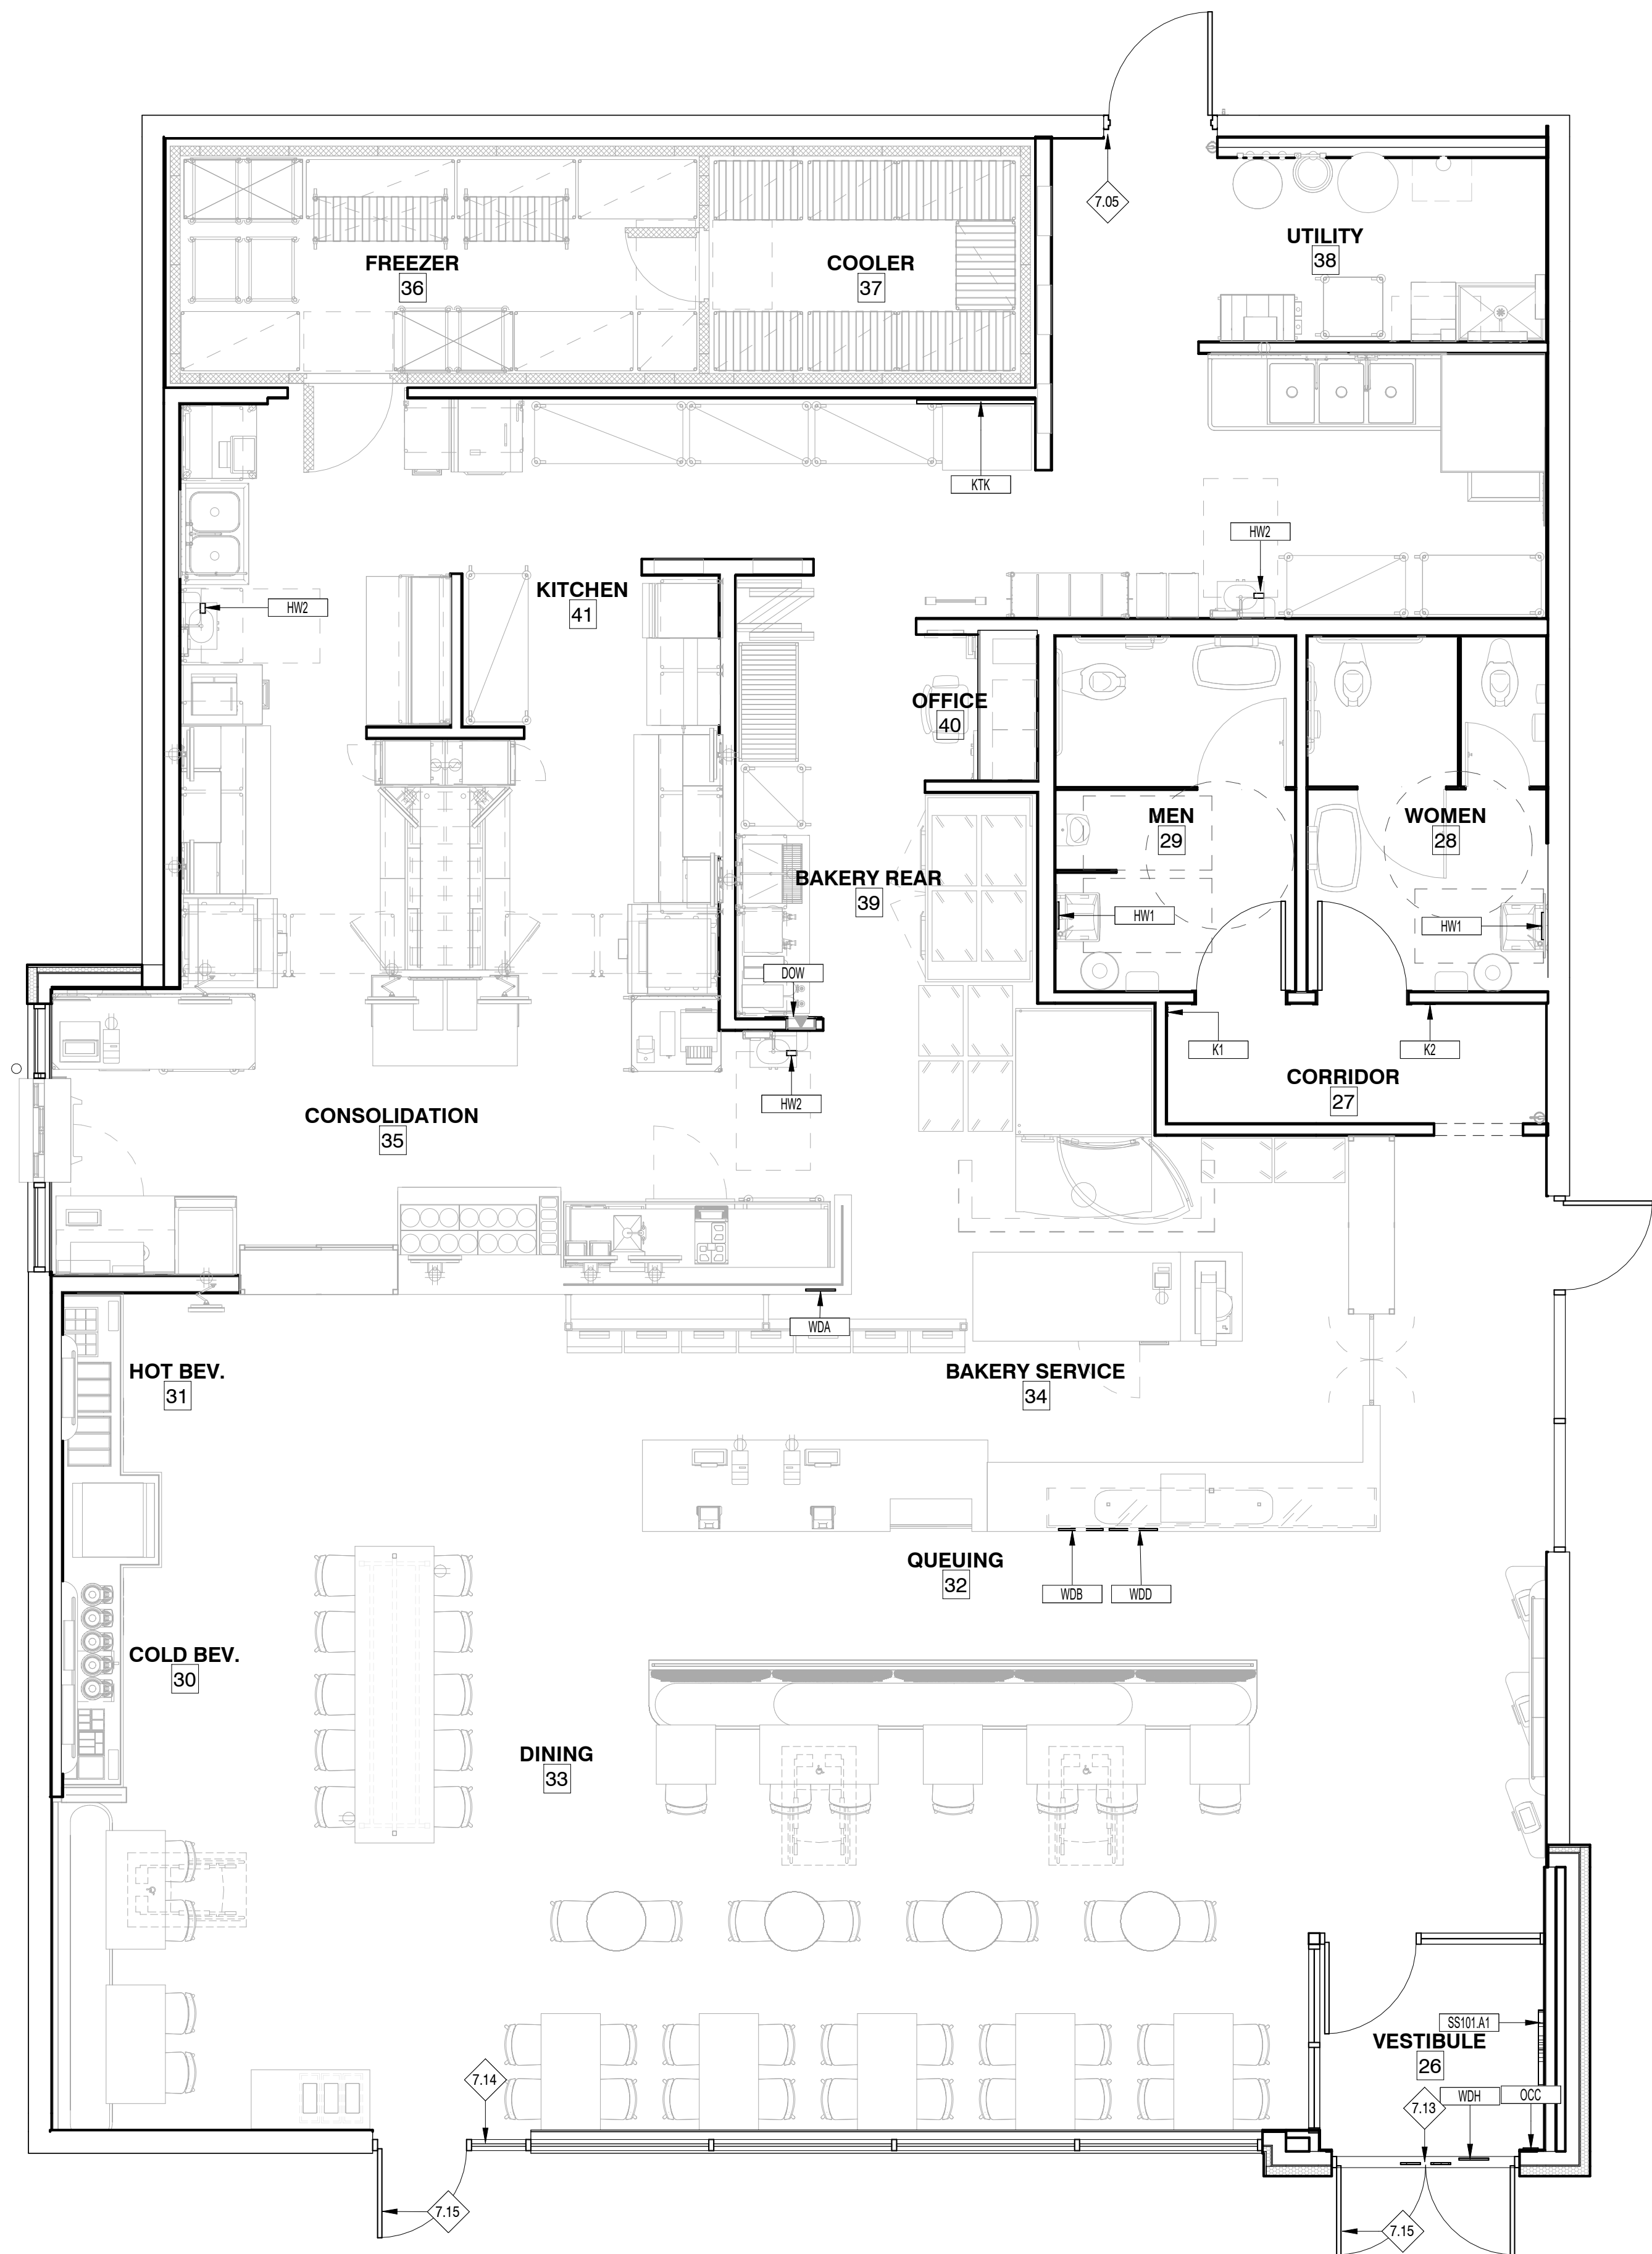 7.05
UTILITY
38
FREEZER
36
COOLER
37
KTK
HW2
KITCHEN
41
HW2
OFFICE
40
MEN
29
WOMEN
28
BAKERY REAR
39
HW1
HW1
DOW
K1
K2
CORRIDOR
27
HW2
CONSOLIDATION
35
WDA
HOT BEV.
31
BAKERY SERVICE
34
QUEUING
32
WDB
WDD
COLD BEV.
30
DINING
33
SS101.A1
VESTIBULE
26
7.14
WDH
OCC
7.13
7.15
7.15